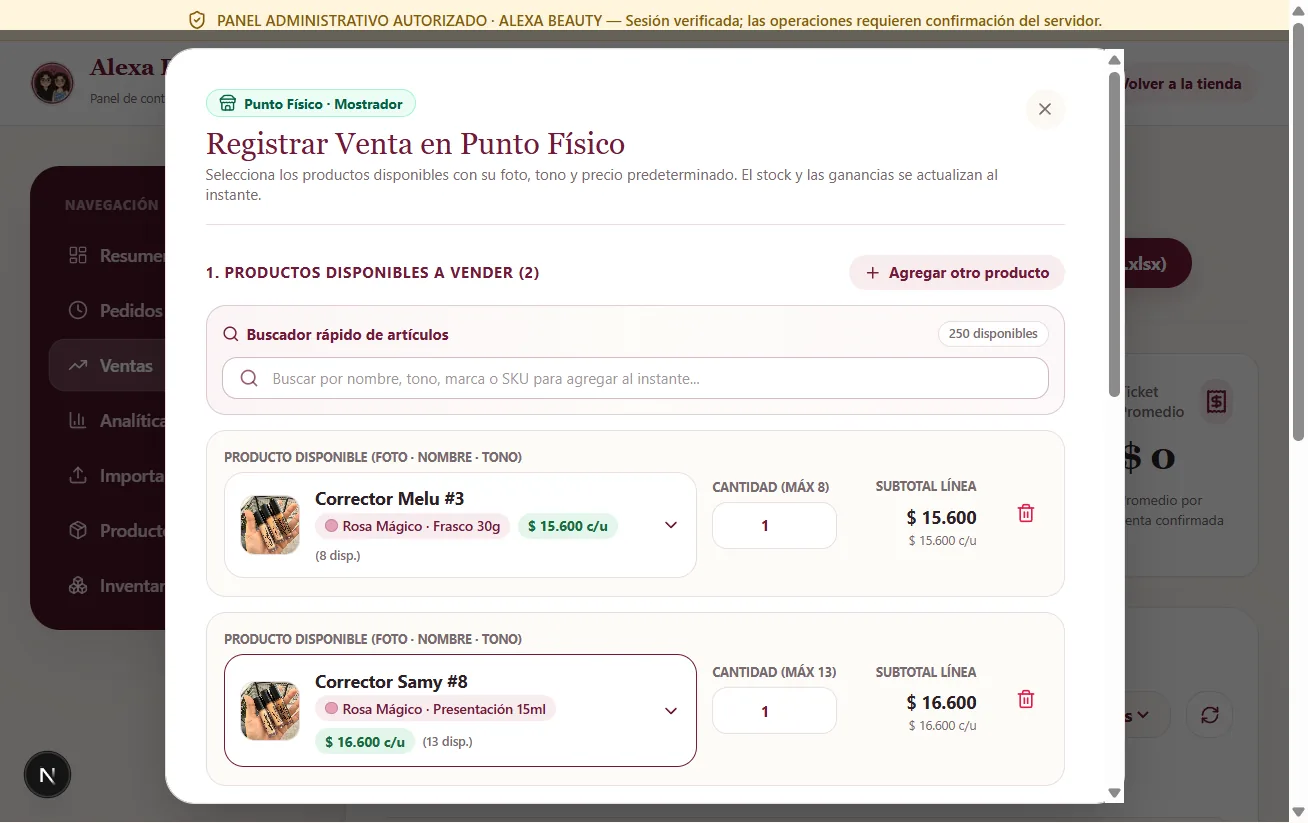 PANEL ADMINISTRATIVO AUTORIZADO · ALEXA BEAUTY — Sesión verificada; las operaciones requieren confirmación del servidor.
Alexa
Panel de cont
Volver a la tienda
Punto Físico · Mostrador
Registrar Venta en Punto Físico
Selecciona los productos disponibles con su foto, tono y precio predeterminado. El stock y las ganancias se actualizan al
instante.
NAVEGACIÓN
Resume
Pedidos
Ventas
Analítica
Importa
Product
Inventar
.xlsx)
1. PRODUCTOS DISPONIBLES A VENDER (2)
+ Agregar otro producto
Buscador rápido de artículos
250 disponibles
Buscar por nombre, tono, marca o SKU para agregar al instante...
Ticket
Promedio
$ 0
romedio por
enta confirmada
PRODUCTO DISPONIBLE (FOTO · NOMBRE · TONO)
Corrector Melu #3
Rosa Mágico · Frasco 30g
$ 15.600 c/u
(8 disp.)
CANTIDAD (MÁX 8)
1
SUBTOTAL LÍNEA
$ 15.600
$ 15.600 c/u
PRODUCTO DISPONIBLE (FOTO · NOMBRE · TONO)
Corrector Samy #8
Rosa Mágico · Presentación 15ml
$ 16.600 c/u
(13 disp.)
CANTIDAD (MÁX 13)
1
SUBTOTAL LÍNEA
$ 16.600
$ 16.600 c/u
s
N